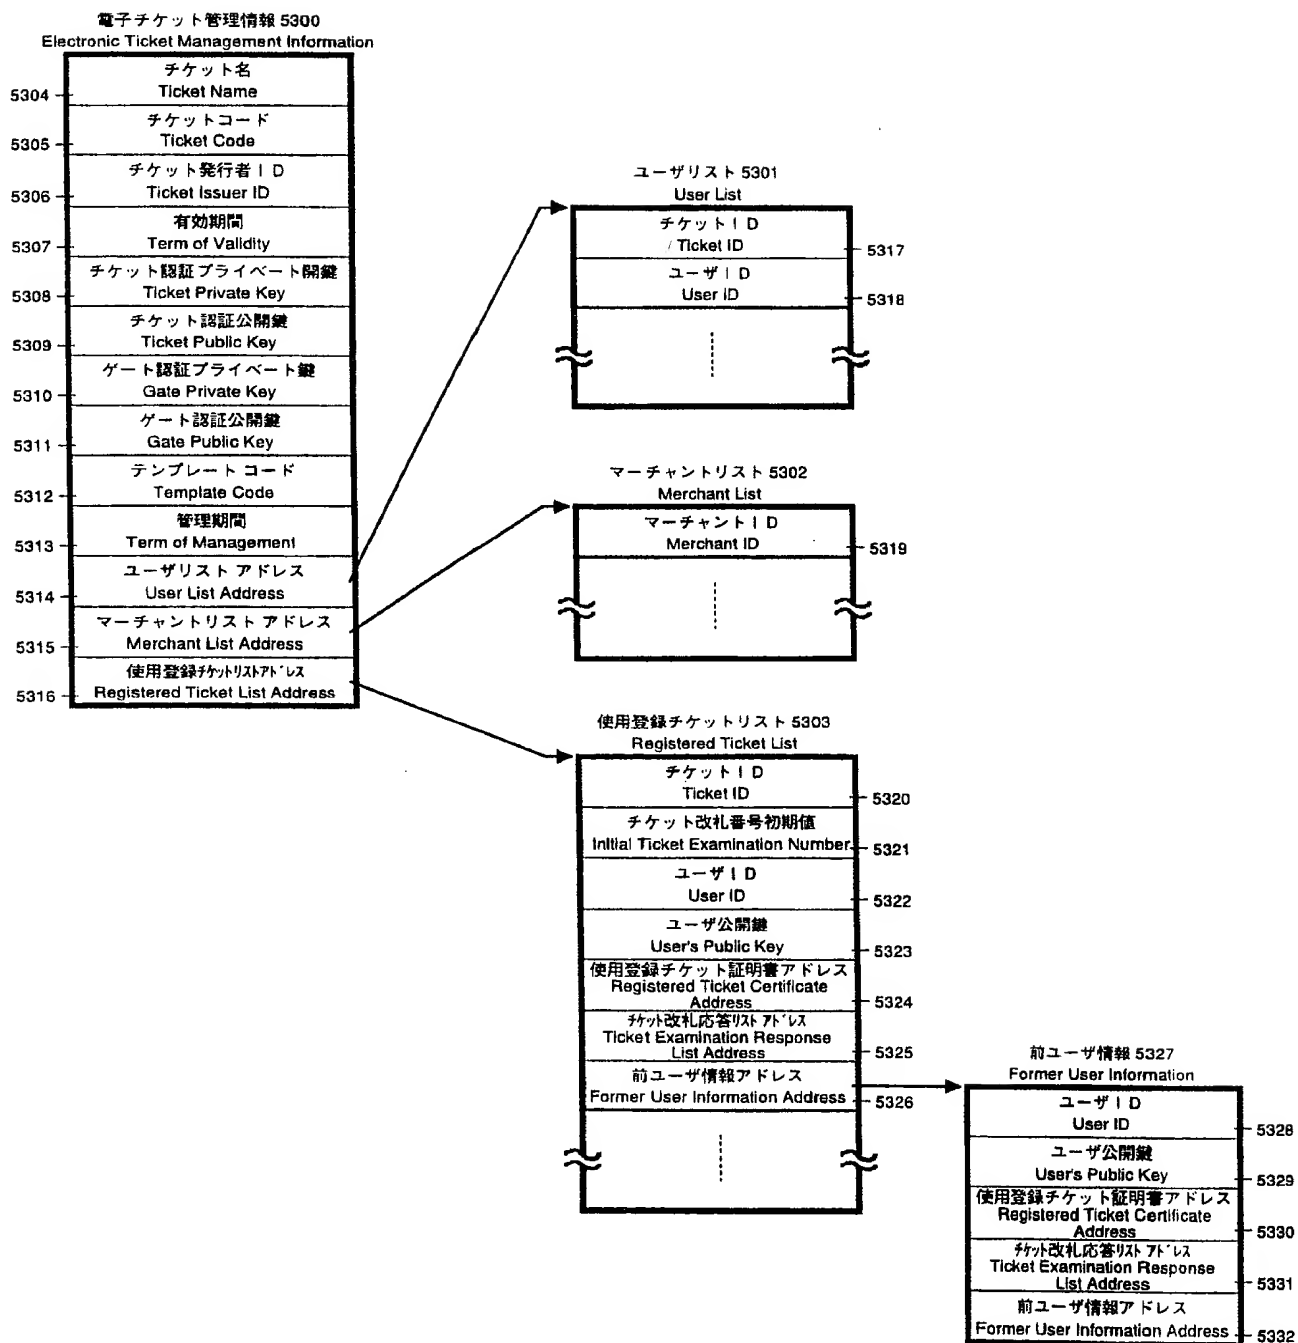 電子チケット管理情報 5300
Electronic Ticket Management Information
チケット名
Ticket Name
5304
チケットコード
Ticket Code
5305
チケット発行者ID
Ticket Issuer ID
5306
有効期間
Term of Validity
5307
チケット認証プライベート開鍵
Ticket Private Key
5308
チケット認証公開鍵
Ticket Public Key
5309
ゲート認証プライベート鍵
Gate Private Key
5310
ゲート認証公開鍵
Gate Public Key
5311
テンプレート コード
Template Code
5312
管理期間
Term of Management
5313
ユーザリスト アドレス
User List Address
5314
マーチャントリスト アドレス
Merchant List Address
5315
使用登録チケットリストアドレス
Registered Ticket List Address
5316
ユーザリスト 5301
User List
チケットID
Ticket ID
5317
ユーザID
User ID
5318
マーチャントリスト 5302
Merchant List
マーチャントID
Merchant ID
5319
使用登録チケットリスト 5303
Registered Ticket List
チケットID
Ticket ID
5320
チケット改札番号初期値
Initial Ticket Examination Number
5321
ユーザID
User ID
5322
ユーザ公開鍵
User's Public Key
5323
使用登録チケット証明書アドレス
Registered Ticket Certificate
Address
5324
チケット改札応答リスト アドレス
Ticket Examination Response
List Address
5325
前ユーザ情報アドレス
Former User Information Address
5326
前ユーザ情報 5327
Former User Information
ユーザID
User ID
5328
ユーザ公開鍵
User's Public Key
5329
使用登録チケット証明書アドレス
Registered Ticket Certificate
Address
5330
チケット改札応答リスト アドレス
Ticket Examination Response
List Address
5331
前ユーザ情報アドレス
Former User Information Address
5332